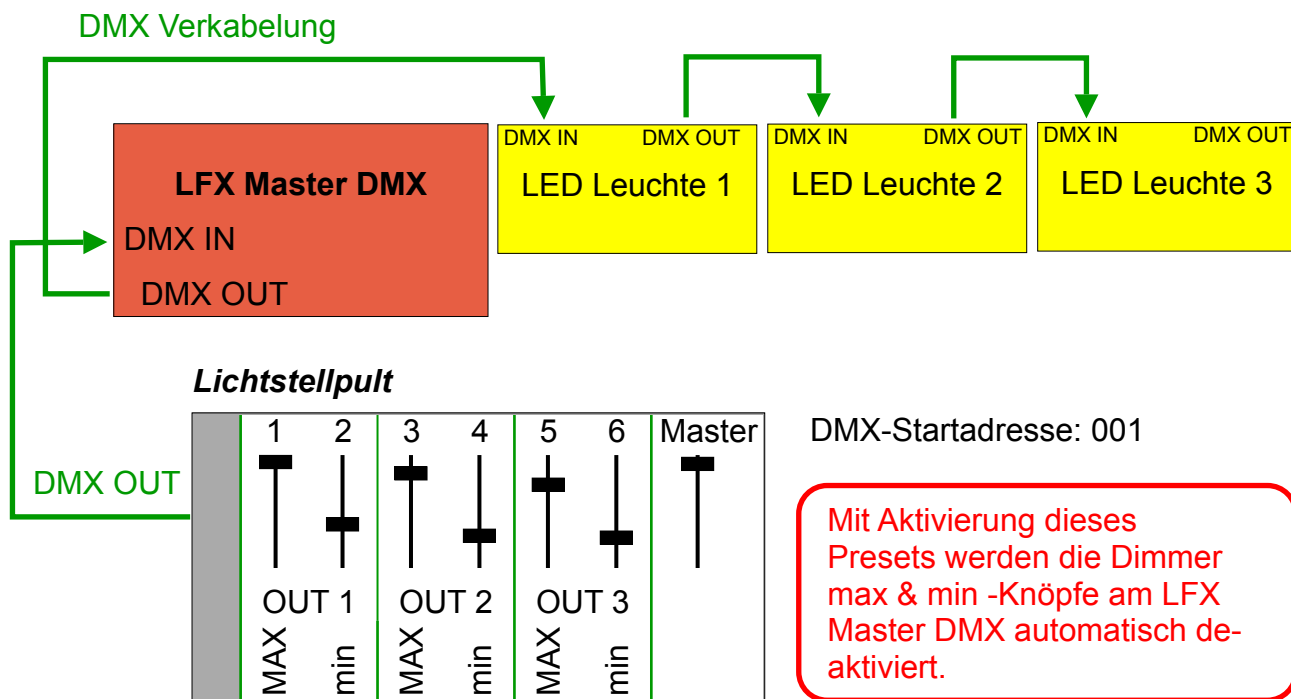 DMX Verkabelung
DMX IN DMX OUT
LED Leuchte 1
DMX IN DMX OUT
LED Leuchte 2
DMX IN DMX OUT
LED Leuchte 3
LFX Master DMX
DMX IN
DMX OUT
Lichtstellpult
DMX OUT
1 2 3 4 5 6 Master
OUT 1 OUT 2 OUT 3
MAX min MAX min MAX min
DMX-Startadresse: 001
Mit Aktivierung dieses
Presets werden die Dimmer
max & min -Knöpfe am LFX
Master DMX automatisch de-
aktiviert.